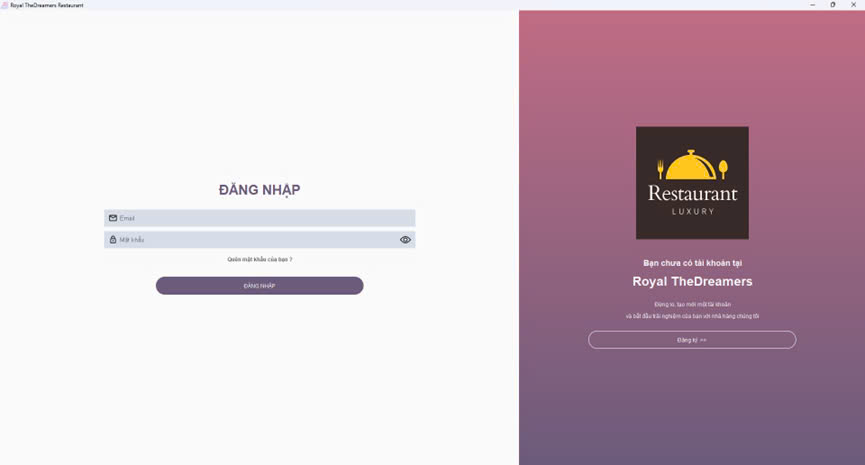 Royal TheDreamers Restaurant
ĐĂNG NHẬP
Email
Mật khẩu
Quên mật khẩu của bạn ?
ĐĂNG NHẬP
Restaurant
LUXURY
Bạn chưa có tài khoản tại
Royal TheDreamers
Đừng lo, tạo mới một tài khoản
và bắt đầu trải nghiệm của bạn với nhà hàng chúng tôi
Đăng ký >>